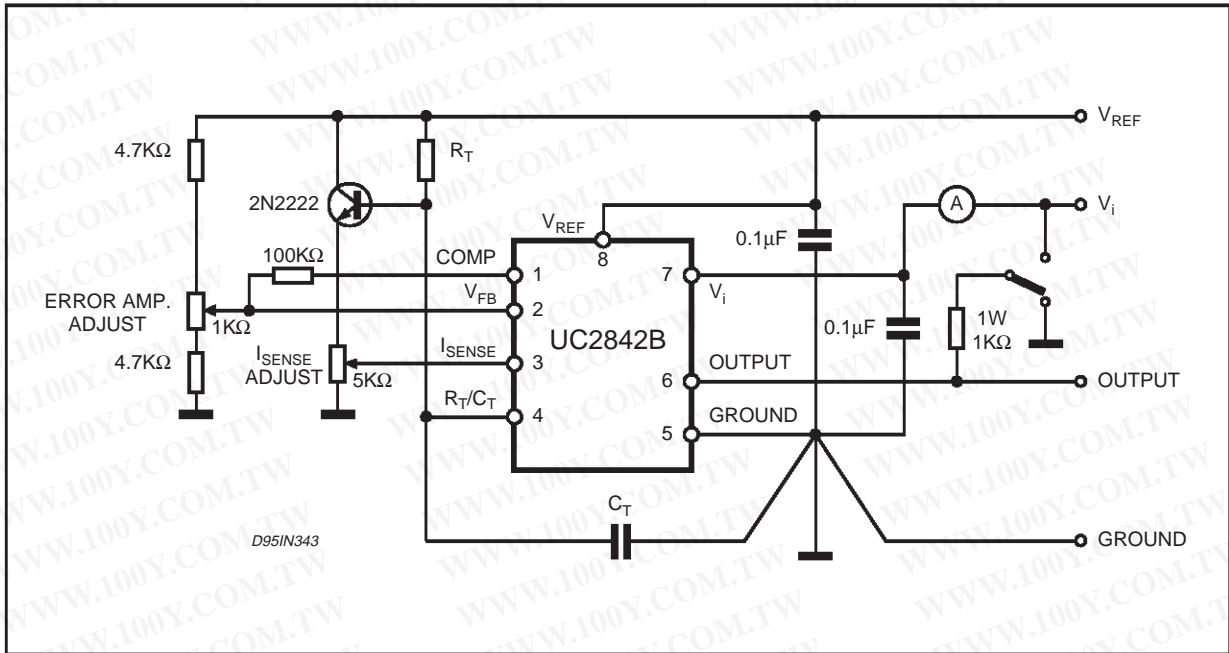 WWW.100Y.COM.TW
V_REF
4.7KΩ
R_T
2N2222
V_REF
A
V_i
8
0.1µF
100KΩ
COMP
1
7
V_i
V_FB
2
ERROR AMP.
ADJUST
1KΩ
UC2842B
0.1µF
1W
1KΩ
4.7KΩ
I_SENSE
ADJUST
5KΩ
I_SENSE
3
OUTPUT
6
OUTPUT
R_T/C_T
4
GROUND
5
C_T
D95IN343
GROUND